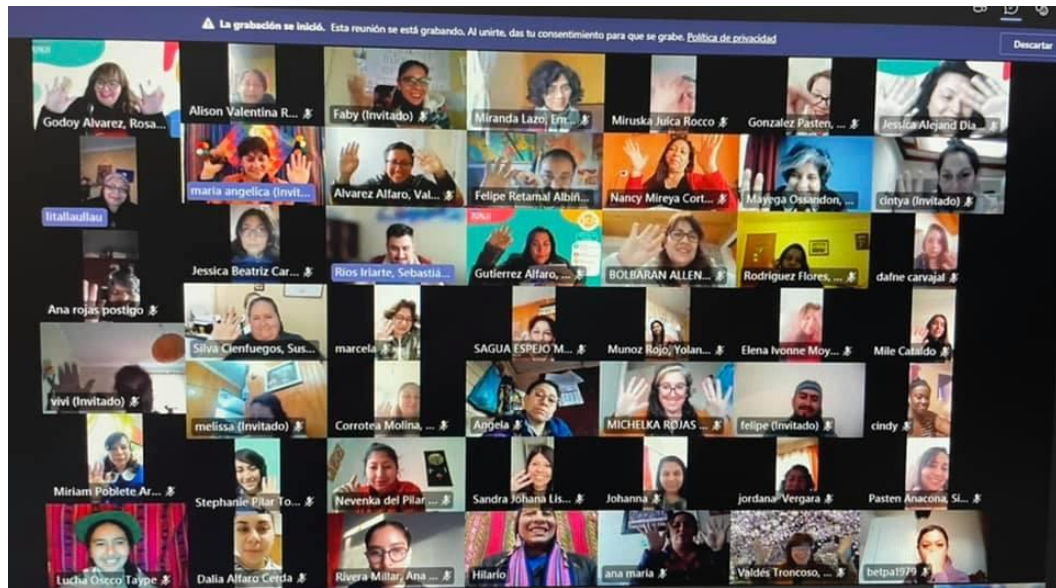 La grabación se inició. Esta reunión se está grabando. Al unirte, das tu consentimiento para que se grabe. Política de privacidad
Descartar
JUNJI
Godoy Alvarez, Rosa...
Alison Valentina R...
Faby (Invitado)
Miranda Lazo, Em...
Miruska Juica Rocco
Gonzalez Pasten, ...
Jessica Alejand Dia...
litallaullau
maria angelica (Invit...
Alvarez Alfaro, Val...
Felipe Retamal Albiñ...
Nancy Mireya Cort...
Mayega Ossandon, ...
cintya (Invitado)
Ana rojas postigo
Jessica Beatriz Car...
Rios Iriarte, Sebastiá...
JUNJI
Gutierrez Alfaro, ...
BOLBARAN ALLEN...
Rodriguez Flores, ...
dafne carvajal
vivi (Invitado)
Silva Cienfuegos, Sus...
marcela
SAGUA ESPEJO M...
Munoz Rojo, Yolan...
Elena Ivonne Moy...
Mile Cataldo
melissa (Invitado)
Corrotea Molina, ...
Angela
MICHELKA ROJAS ...
felipe (Invitado)
cindy
Miriam Poblete Ar...
Stephanie Pilar To...
Nevenka del Pilar ...
Sandra Johana Lis...
Johanna
jordana Vergara
Pasten Anacona, Si...
Lucha Oscco Taype
Dalia Alfaro Cerda
Rivera Millar, Ana ...
Hilario
ana maria
Valdés Troncoso, ...
betpa1979